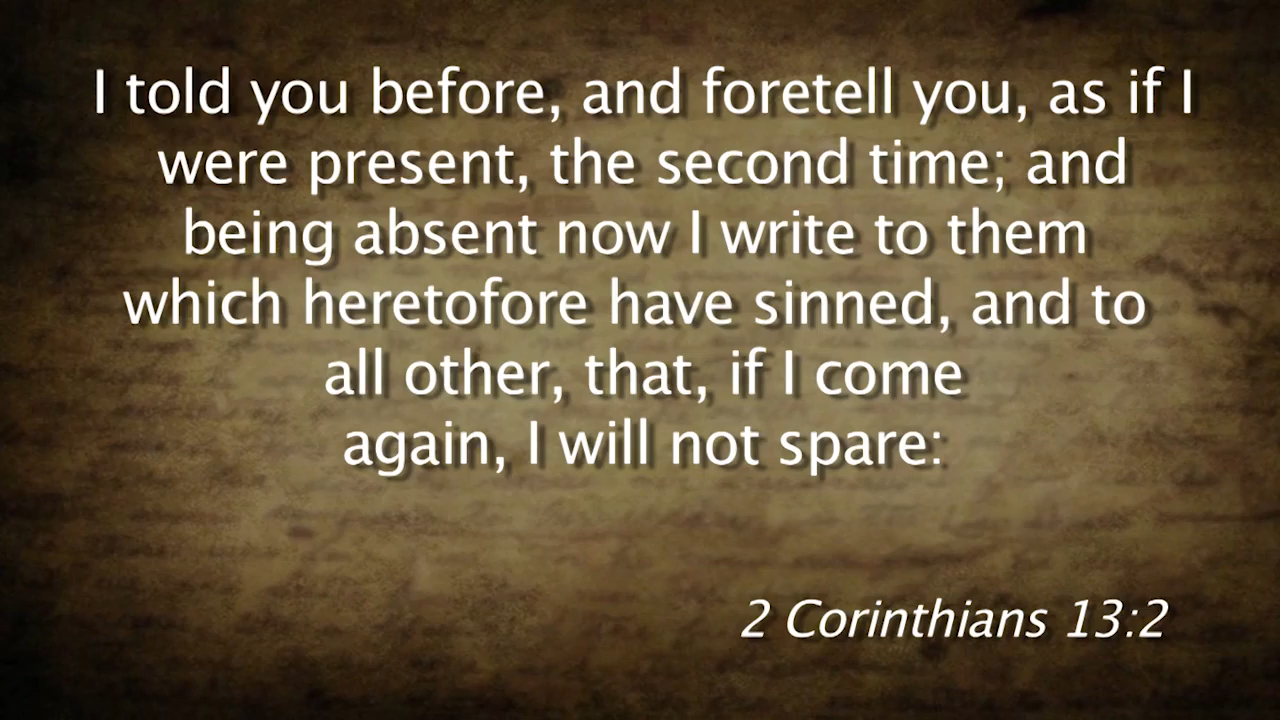 I told you before, and foretell you, as if I
were present, the second time; and
being absent now I write to them
which heretofore have sinned, and to
all other, that, if I come
again, I will not spare:
2 Corinthians 13:2